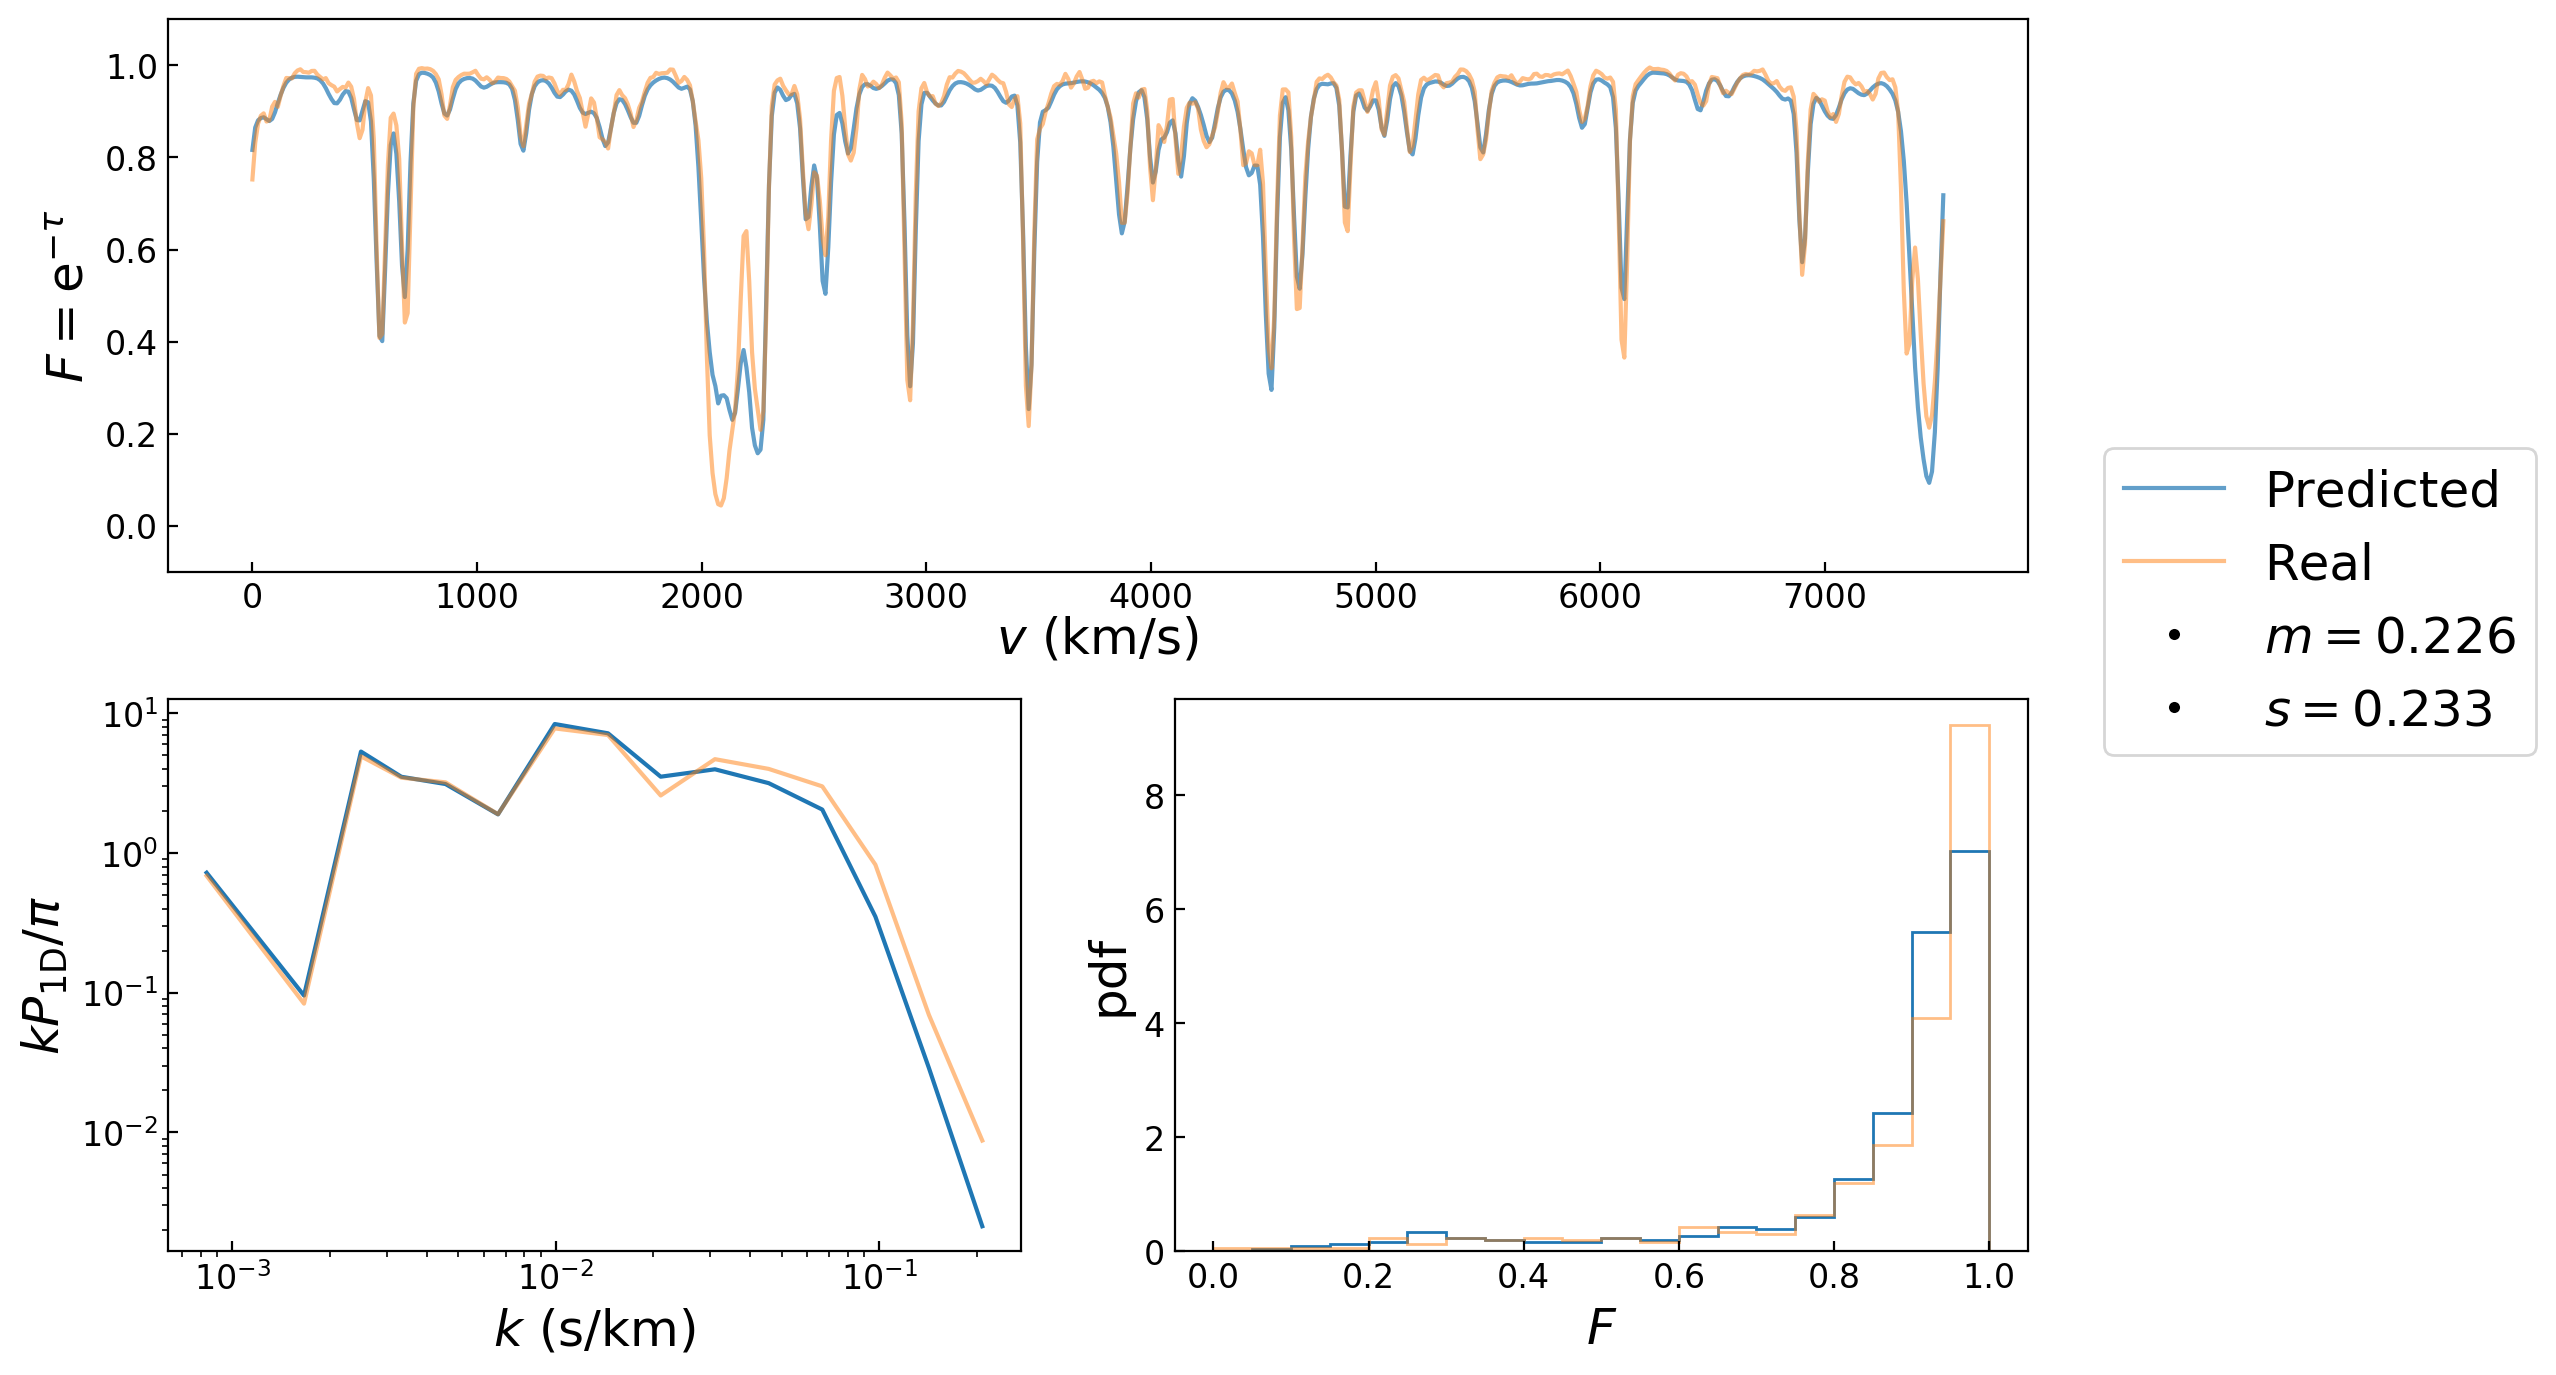 1.0
0.8
0.6
0.4
0.2
0.0
F = e^{-τ}
0 1000 2000 3000 4000 5000 6000 7000
v (km/s)
Predicted
Real
m = 0.226
s = 0.233
10^1
10^0
10^{-1}
10^{-2}
kP_{1D}/π
10^{-3} 10^{-2} 10^{-1}
k (s/km)
8
6
4
2
0
pdf
0.0 0.2 0.4 0.6 0.8 1.0
F